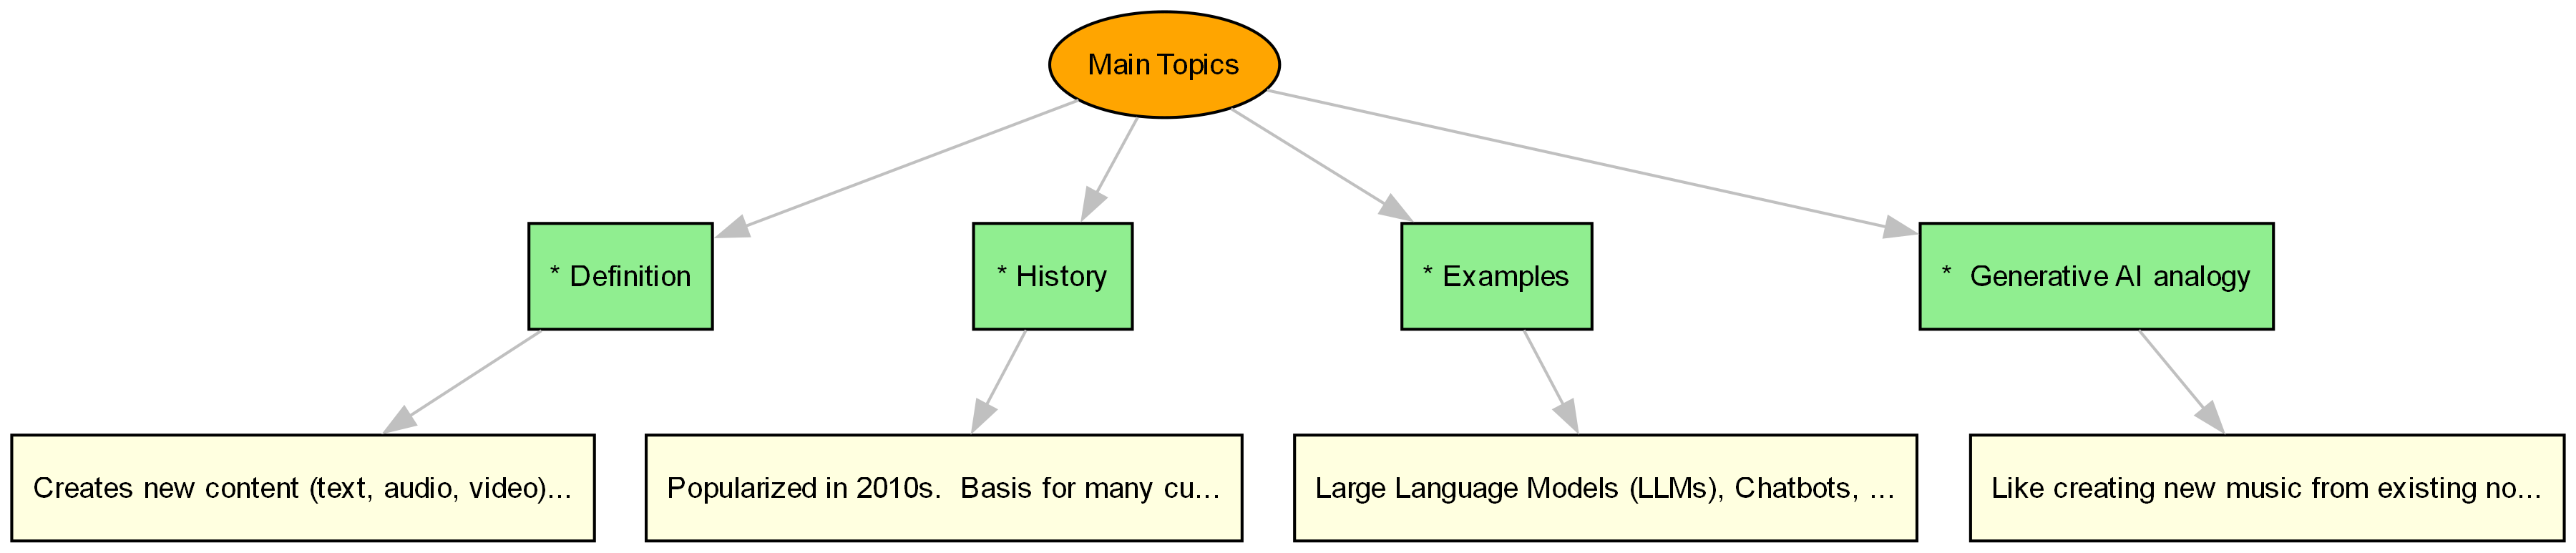 Main Topics
* Definition
* History
* Examples
*  Generative AI analogy
Creates new content (text, audio, video)...
Popularized in 2010s.  Basis for many cu...
Large Language Models (LLMs), Chatbots, ...
Like creating new music from existing no...